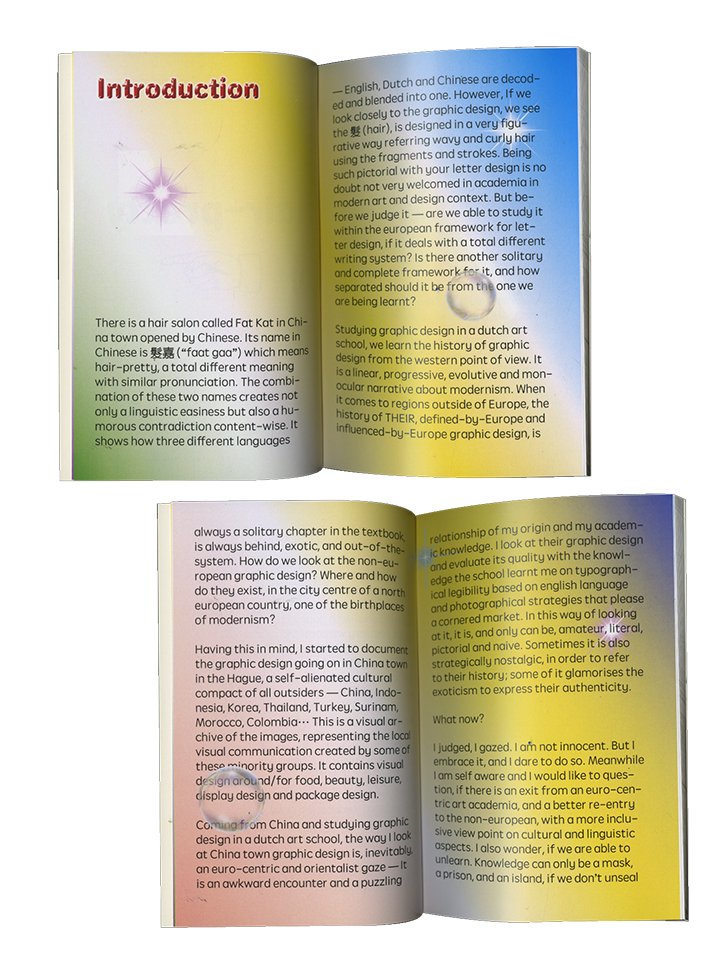 Introduction
There is a hair salon called Fat Kat in Chi-
na town opened by Chinese. Its name in
Chinese is 髮嘉 (“faat gaa”) which means
hair-pretty, a total different meaning
with similar pronunciation. The combi-
nation of these two names creates not
only a linguistic easiness but also a hu-
morous contradiction content-wise. It
shows how three different languages
— English, Dutch and Chinese are decod-
ed and blended into one. However, If we
look closely to the graphic design, we see
the 髮 (hair), is designed in a very figu-
rative way referring wavy and curly hair
using the fragments and strokes. Being
such pictorial with your letter design is no
doubt not very welcomed in academia in
modern art and design context. But be-
fore we judge it — are we able to study it
within the european framework for let-
ter design, if it deals with a total different
writing system? Is there another solitary
and complete framework for it, and how
separated should it be from the one we
are being learnt?
Studying graphic design in a dutch art
school, we learn the history of graphic
design from the western point of view. It
is a linear, progressive, evolutive and mon-
ocular narrative about modernism. When
it comes to regions outside of Europe, the
history of THEIR, defined-by-Europe and
influenced-by-Europe graphic design, is
always a solitary chapter in the textbook,
is always behind, exotic, and out-of-the-
system. How do we look at the non-eu-
ropean graphic design? Where and how
do they exist, in the city centre of a north
european country, one of the birthplaces
of modernism?
Having this in mind, I started to document
the graphic design going on in China town
in the Hague, a self-alienated cultural
compact of all outsiders — China, Indo-
nesia, Korea, Thailand, Turkey, Surinam,
Morocco, Colombia… This is a visual ar-
chive of the images, representing the local
visual communication created by some of
these minority groups. It contains visual
design around/for food, beauty, leisure,
display design and package design.
Coming from China and studying graphic
design in a dutch art school, the way I look
at China town graphic design is, inevitably,
an euro-centric and orientalist gaze — It
is an awkward encounter and a puzzling
relationship of my origin and my academ-
ic knowledge. I look at their graphic design
and evaluate its quality with the knowl-
edge the school learnt me on typograph-
ical legibility based on english language
and photographical strategies that please
a cornered market. In this way of looking
at it, it is, and only can be, amateur, literal,
pictorial and naive. Sometimes it is also
strategically nostalgic, in order to refer
to their history; some of it glamorises the
exoticism to express their authenticity.
What now?
I judged, I gazed. I am not innocent. But I
embrace it, and I dare to do so. Meanwhile
I am self aware and I would like to ques-
tion, if there is an exit from an euro-cen-
tric art academia, and a better re-entry
to the non-european, with a more inclu-
sive view point on cultural and linguistic
aspects. I also wonder, if we are able to
unlearn. Knowledge can only be a mask,
a prison, and an island, if we don’t unseal